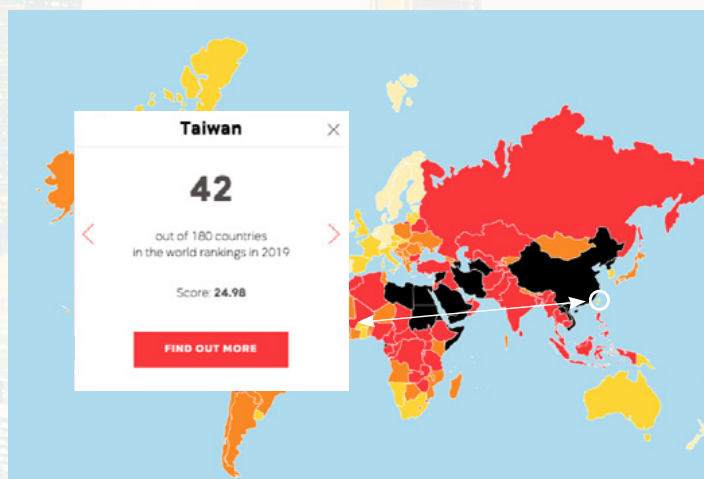 Taiwan
42
out of 180 countries
in the world rankings in 2019
Score: 24.98
FIND OUT MORE